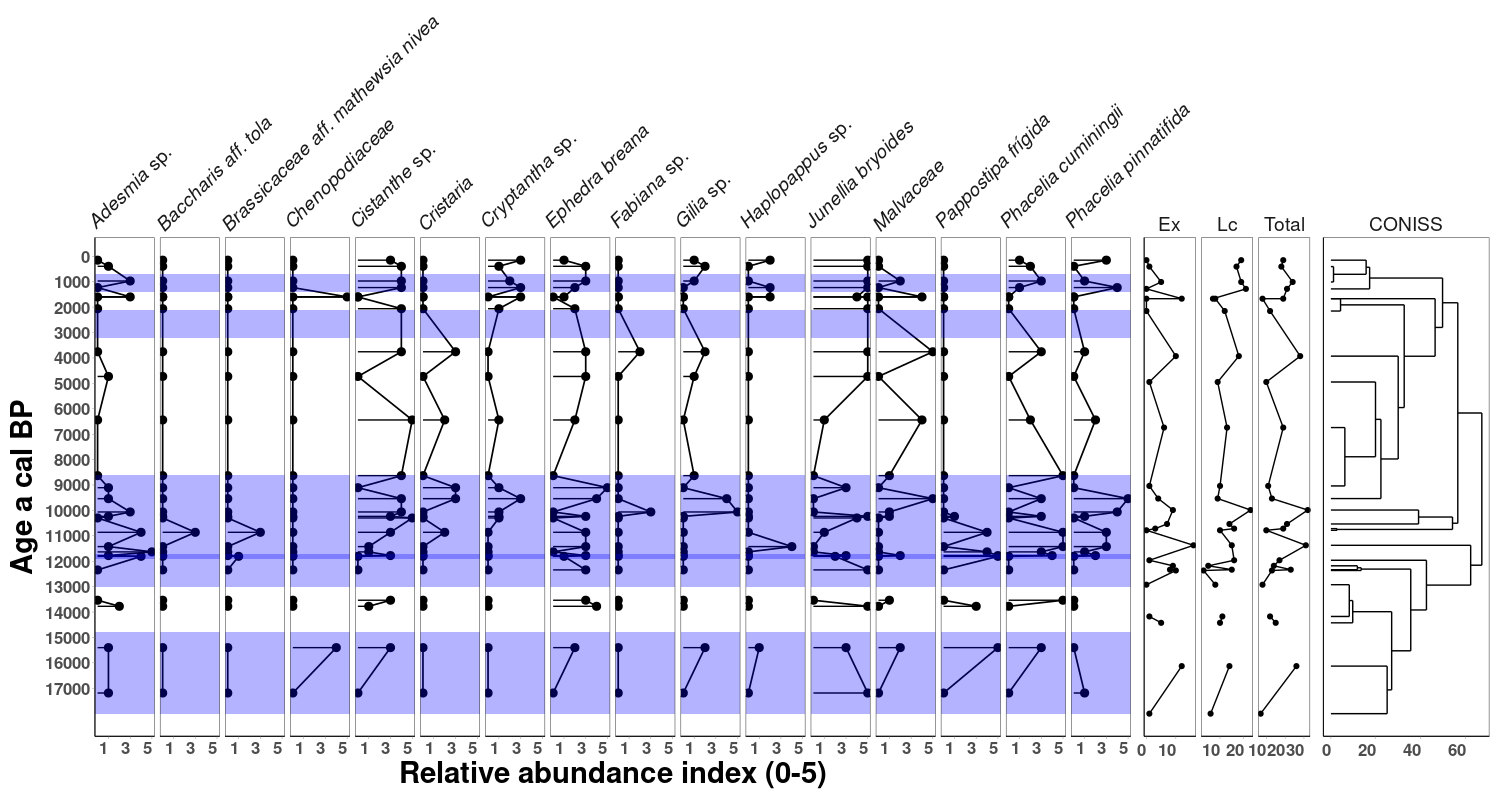 Adesmia sp.
Baccharis aff. tola
Brassicaceae aff. mathewsia nivea
Chenopodiaceae
Cistanthe sp.
Cristaria
Cryptantha sp.
Ephedra breana
Fabiana sp.
Gilia sp.
Haplopappus sp.
Junellia bryoides
Malvaceae
Pappostipa frígida
Phacelia cuminingii
Phacelia pinnatifida
Ex Lc Total CONISS
Age a cal BP
0
1000
2000
3000
4000
5000
6000
7000
8000
9000
10000
11000
12000
13000
14000
15000
16000
17000
1 3 5 1 3 5 1 3 5 1 3 5 1 3 5 1 3 5 1 3 5 1 3 5 1 3 5 1 3 5 1 3 5 1 3 5 1 3 5 1 3 5 1 3 5 1 3 5 0 10 10 20 10 20 30 0 20 40 60
Relative abundance index (0-5)